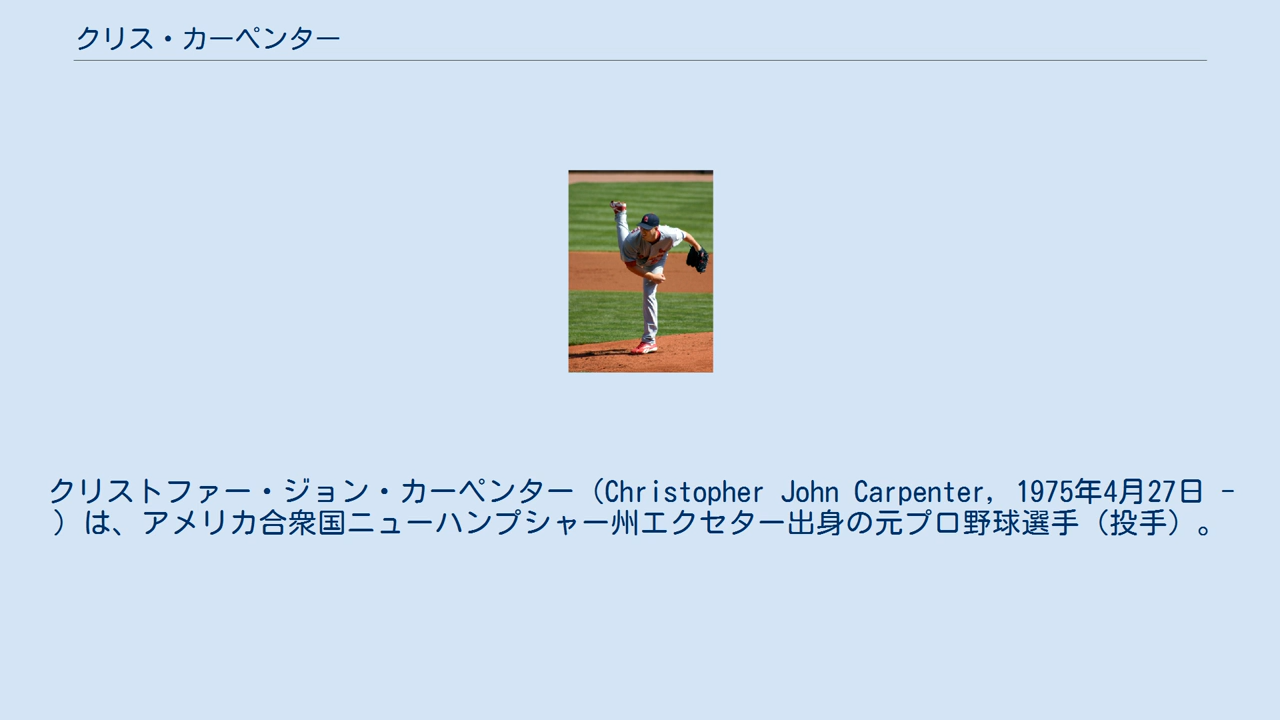 クリス・カーペンター
クリストファー・ジョン・カーペンター（Christopher John Carpenter, 1975年4月27日 -
）は、アメリカ合衆国ニューハンプシャー州エクセター出身の元プロ野球選手（投手）。